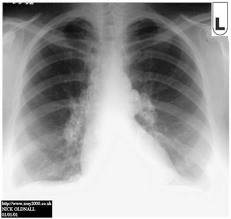 L
http://www.xray2000.co.uk
NICK OLDNALL
01/01/01